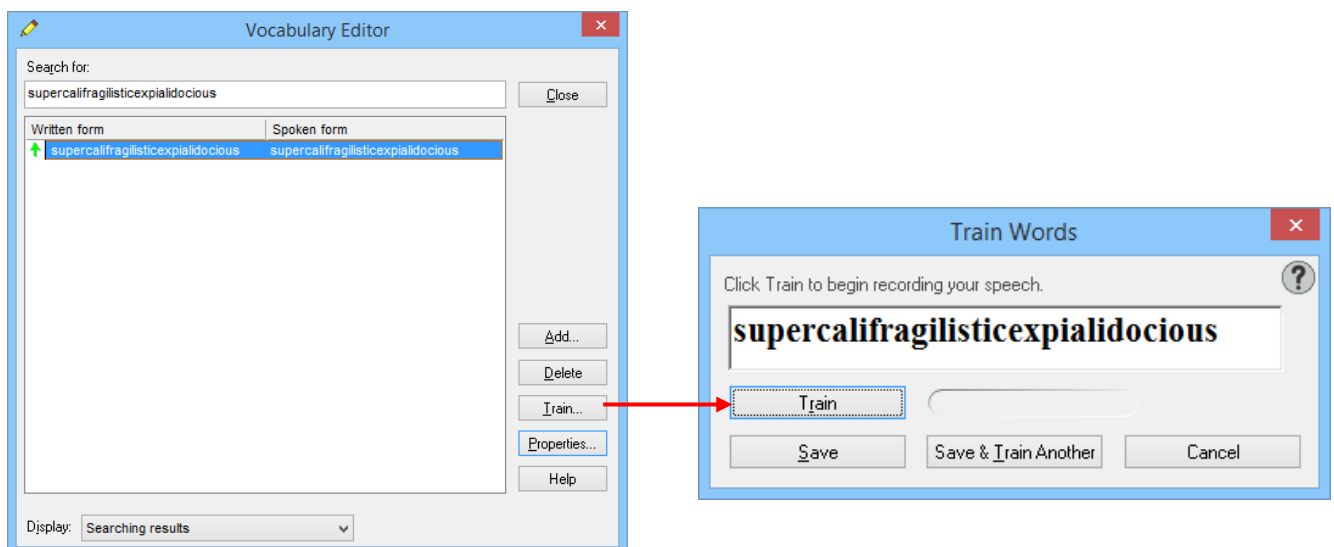 Vocabulary Editor
Search for:
supercalifragilisticexpialidocious
Close
Written form Spoken form
supercalifragilisticexpialidocious supercalifragilisticexpialidocious
Add...
Delete
Train...
Properties...
Help
Display: Searching results
Train Words
Click Train to begin recording your speech.
?
supercalifragilisticexpialidocious
Train
Save Save & Train Another Cancel